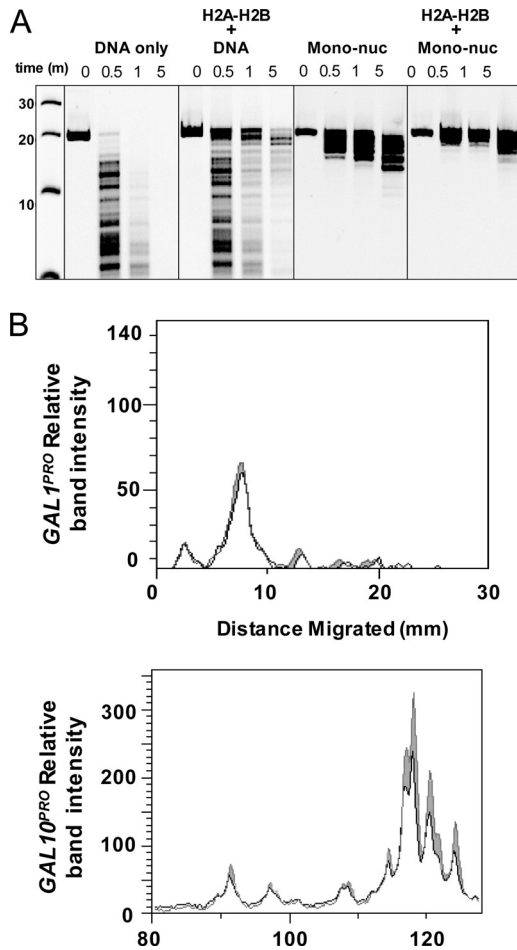 A
H2A-H2B
+
DNA
H2A-H2B
+
Mono-nuc
DNA only
Mono-nuc
time (m)
0 0.5 1 5
0 0.5 1 5
0 0.5 1 5
0 0.5 1 5
30
20
10
B
GAL1PRO Relative
band intensity
140
100
50
0
0 10 20 30
Distance Migrated (mm)
GAL10PRO Relative
band intensity
300
200
100
0
80 100 120